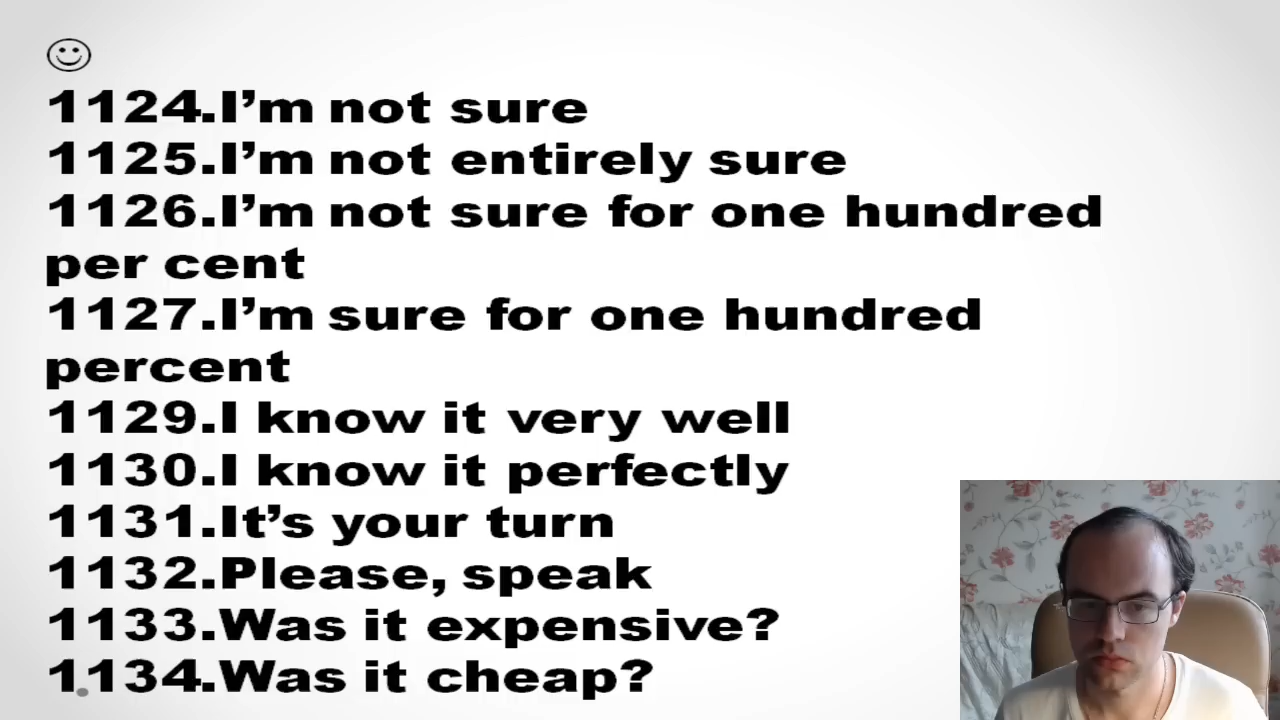 ☺
1124.I’m not sure
1125.I’m not entirely sure
1126.I’m not sure for one hundred
per cent
1127.I’m sure for one hundred
percent
1129.I know it very well
1130.I know it perfectly
1131.It’s your turn
1132.Please, speak
1133.Was it expensive?
1134.Was it cheap?